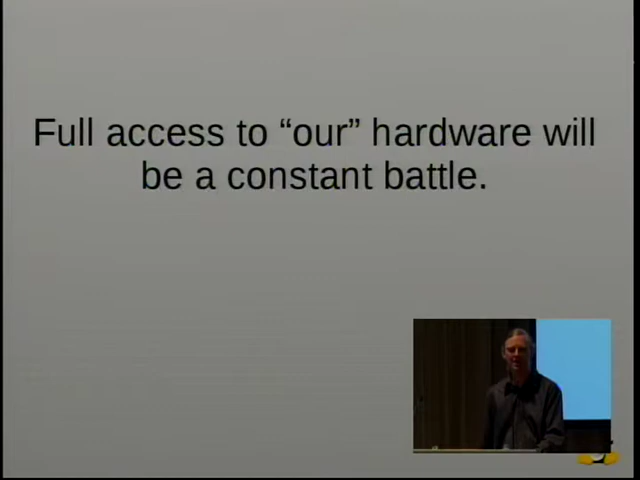 Full access to “our” hardware will
be a constant battle.